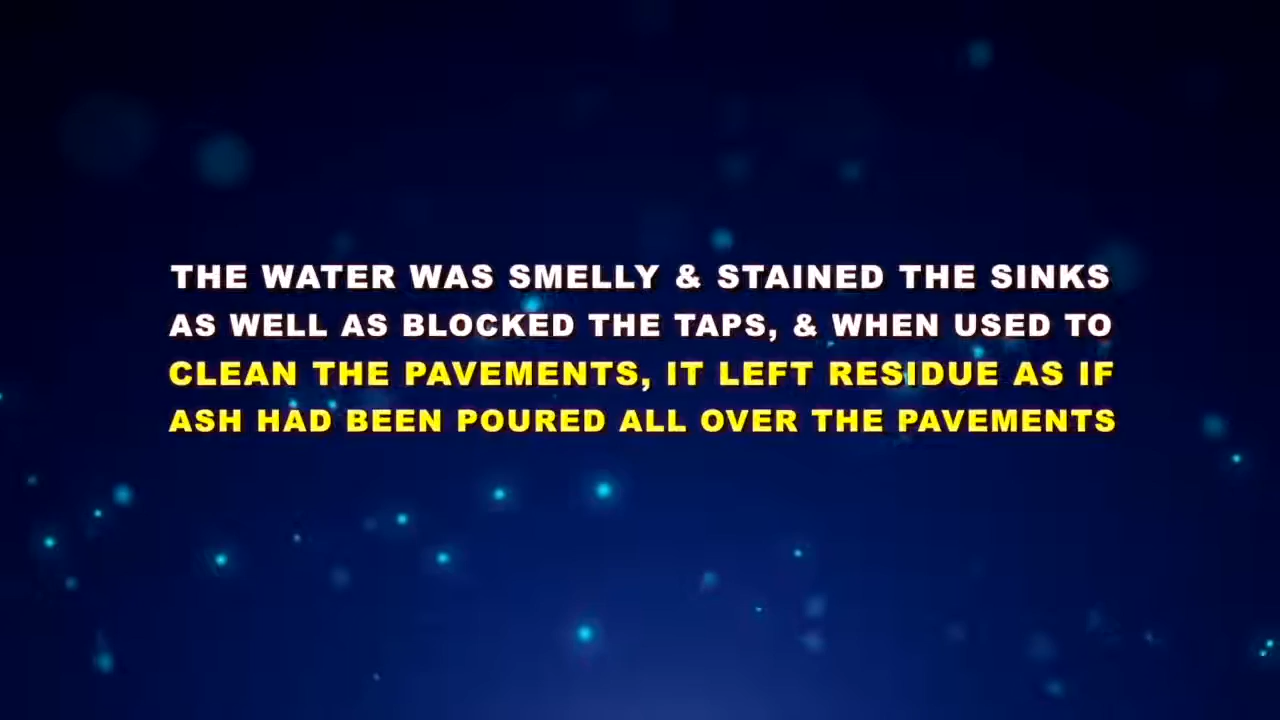 THE WATER WAS SMELLY & STAINED THE SINKS
AS WELL AS BLOCKED THE TAPS, & WHEN USED TO
CLEAN THE PAVEMENTS, IT LEFT RESIDUE AS IF
ASH HAD BEEN POURED ALL OVER THE PAVEMENTS